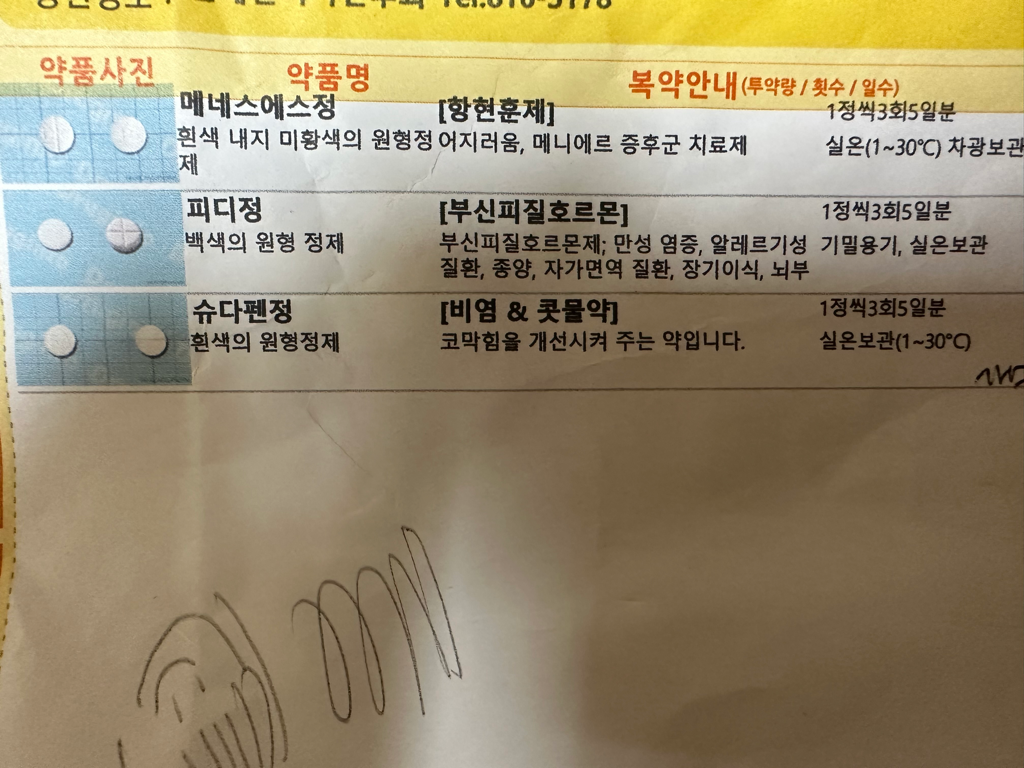 Tel.610-5178
약품사진 약품명 복약안내(투약량 / 횟수 / 일수)
메네스에스정 [항현훈제] 1정씩3회5일분
흰색 내지 미황색의 원형정제 어지러움, 메니에르 증후군 치료제 실온(1~30℃) 차광보관
피디정 [부신피질호르몬] 1정씩3회5일분
백색의 원형 정제 부신피질호르몬제; 만성 염증, 알레르기성 기밀용기, 실온보관
질환, 종양, 자가면역 질환, 장기이식, 뇌부
슈다펜정 [비염 & 콧물약] 1정씩3회5일분
흰색의 원형정제 코막힘을 개선시켜 주는 약입니다. 실온보관(1~30℃)